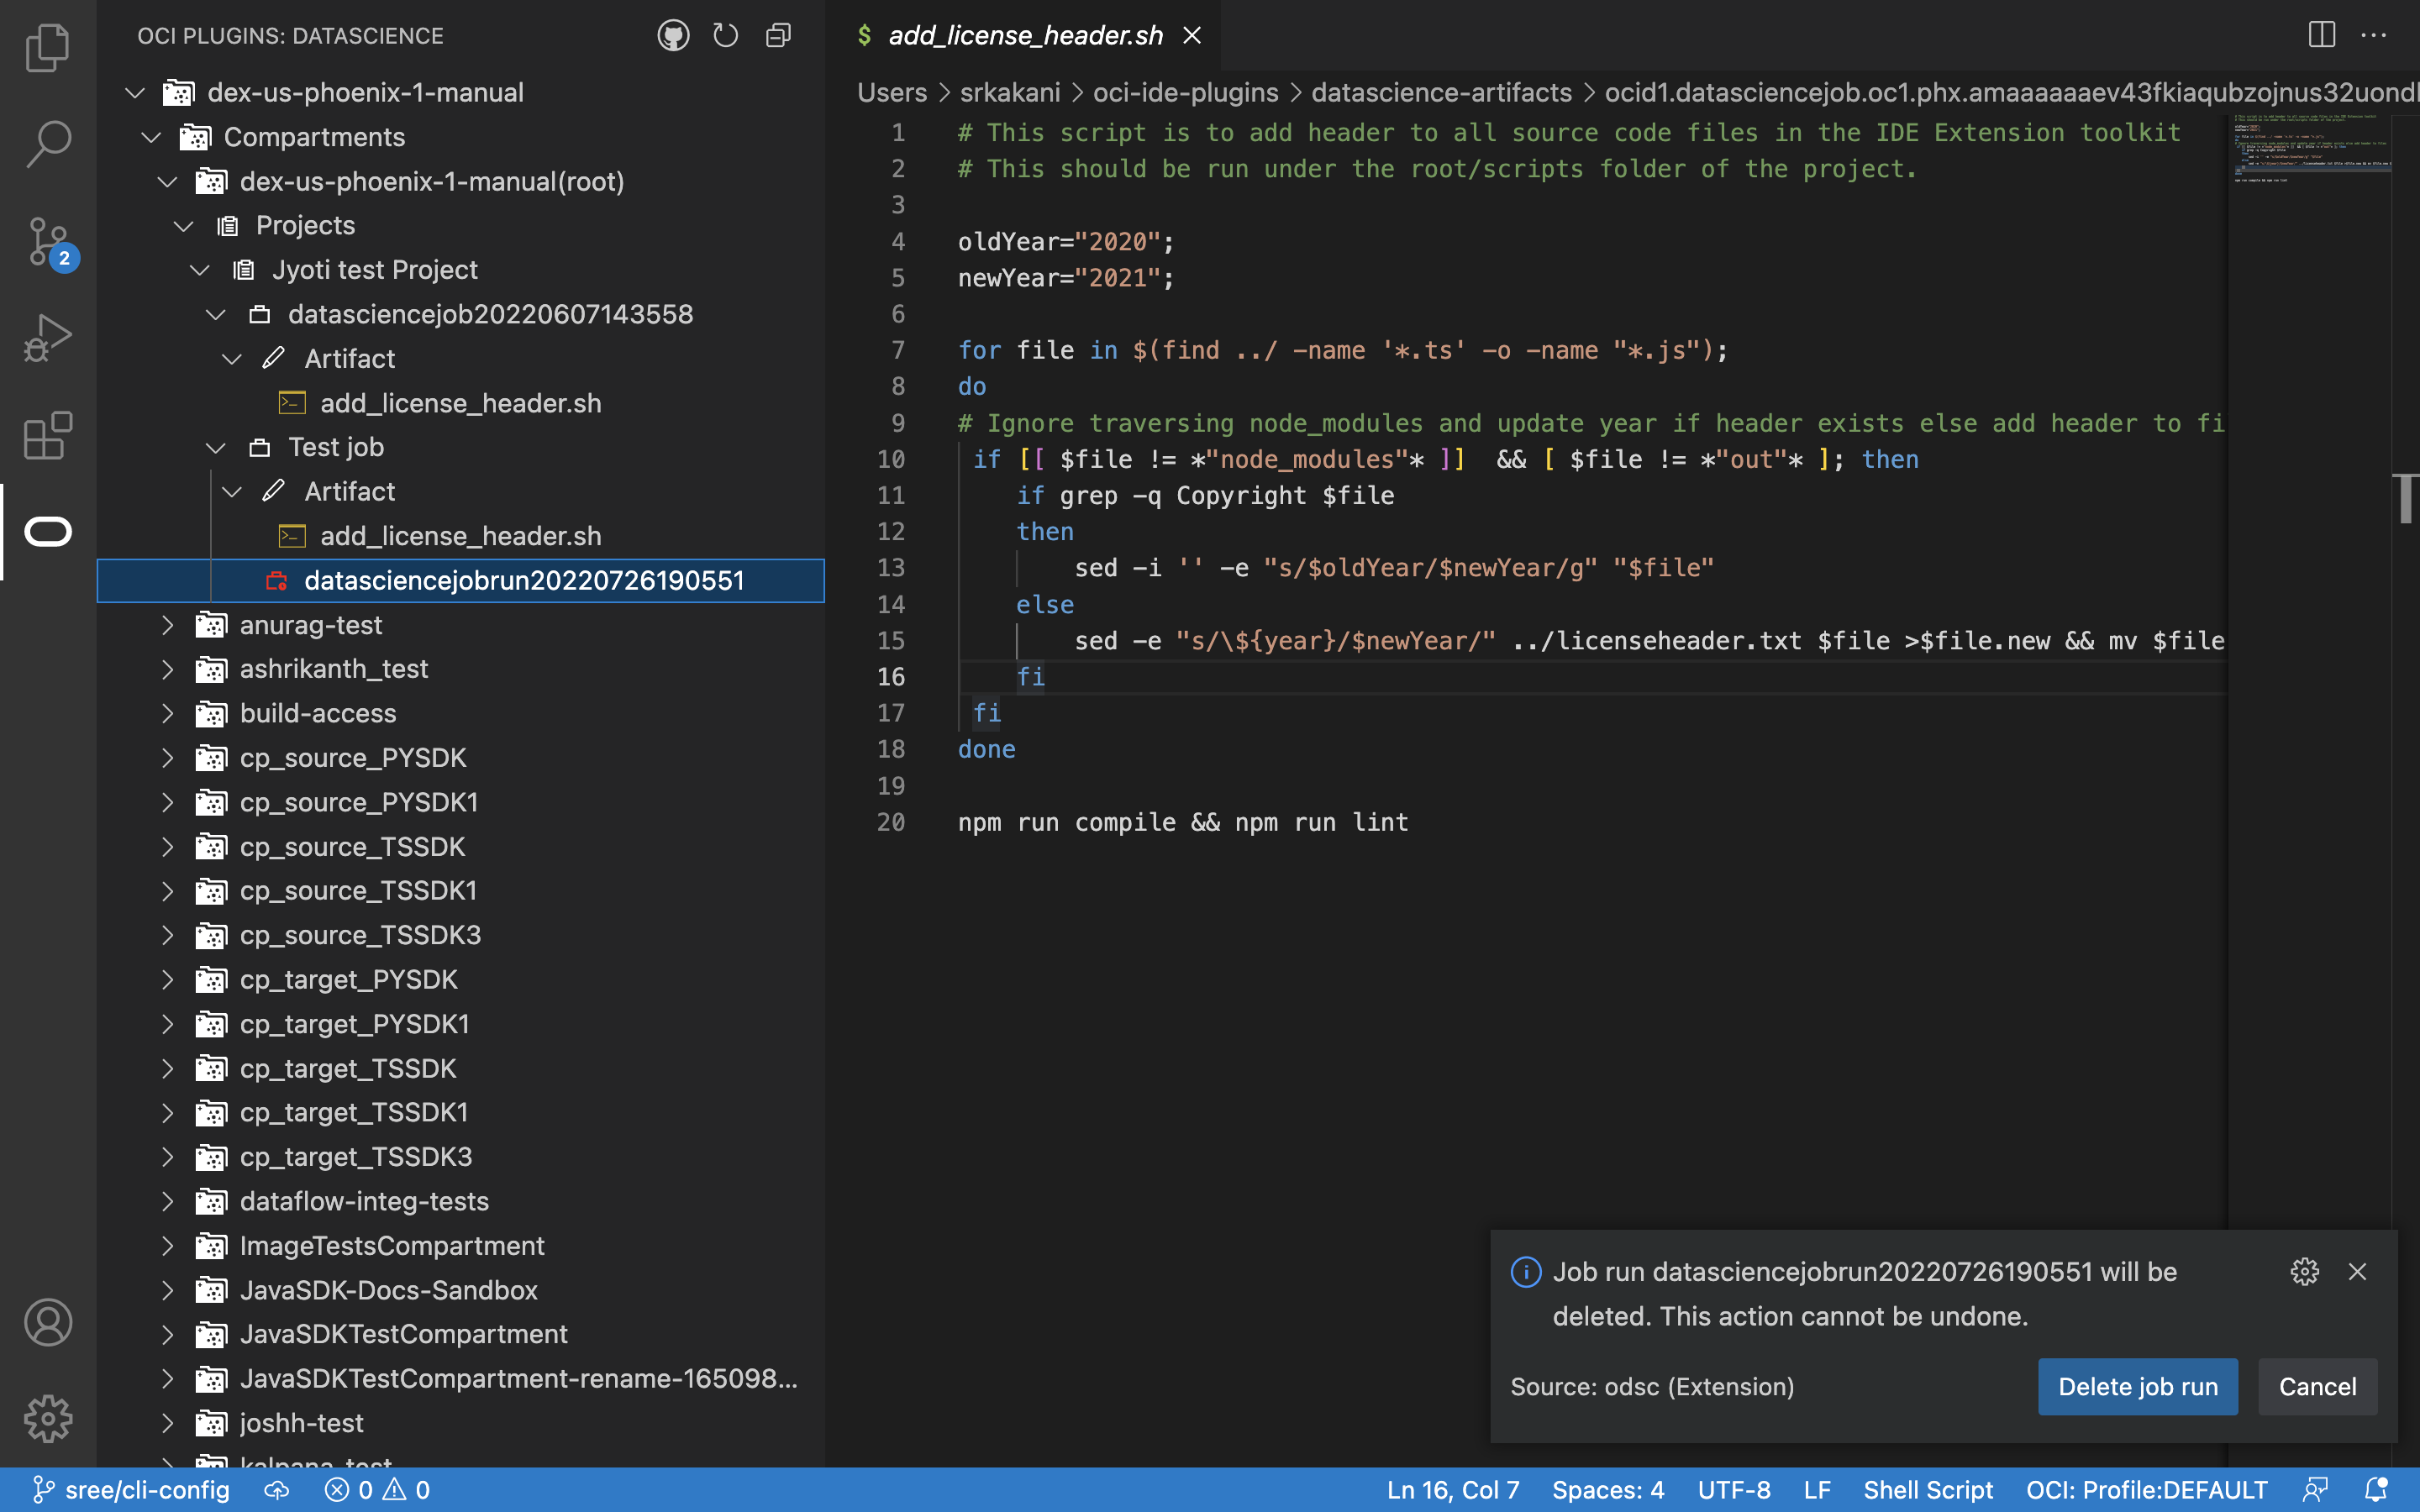 OCI PLUGINS: DATASCIENCE
dex-us-phoenix-1-manual
Compartments
dex-us-phoenix-1-manual(root)
Projects
Jyoti test Project
datasciencejob20220607143558
Artifact
add_license_header.sh
Test job
Artifact
add_license_header.sh
datasciencejobrun20220726190551
anurag-test
ashrikanth_test
build-access
cp_source_PYSDK
cp_source_PYSDK1
cp_source_TSSDK
cp_source_TSSDK1
cp_source_TSSDK3
cp_target_PYSDK
cp_target_PYSDK1
cp_target_TSSDK
cp_target_TSSDK1
cp_target_TSSDK3
dataflow-integ-tests
ImageTestsCompartment
JavaSDK-Docs-Sandbox
JavaSDKTestCompartment
JavaSDKTestCompartment-rename-165098...
joshh-test
2
$ add_license_header.sh
Users > srkakani > oci-ide-plugins > datascience-artifacts > ocid1.datasciencejob.oc1.phx.amaaaaaaev43fkiaqubzojnus32uondl
1 # This script is to add header to all source code files in the IDE Extension toolkit
2 # This should be run under the root/scripts folder of the project.
3
4 oldYear="2020";
5 newYear="2021";
6
7 for file in $(find ../ -name '*.ts' -o -name "*.js");
8 do
9 # Ignore traversing node_modules and update year if header exists else add header to fi
10 if [[ $file != *"node_modules"* ]] && [ $file != *"out"* ]; then
11 if grep -q Copyright $file
12 then
13 sed -i '' -e "s/$oldYear/$newYear/g" "$file"
14 else
15 sed -e "s/\${year}/$newYear/" ../licenseheader.txt $file >$file.new && mv $file
16 fi
17 fi
18 done
19
20 npm run compile && npm run lint
Job run datasciencejobrun20220726190551 will be
deleted. This action cannot be undone.
Source: odsc (Extension)
Delete job run
Cancel
sree/cli-config
0 0
Ln 16, Col 7
Spaces: 4
UTF-8
LF
Shell Script
OCI: Profile:DEFAULT